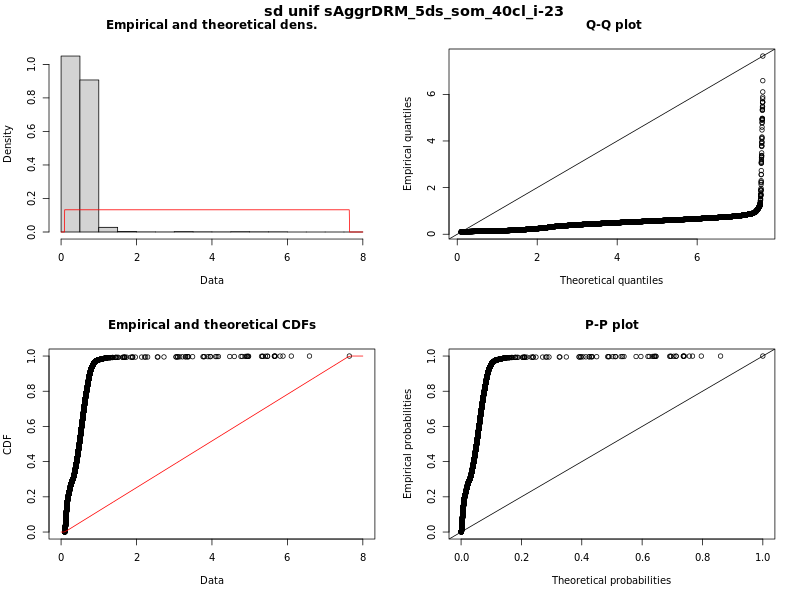 sd unif sAggrDRM_5ds_som_40cl_i-23
Empirical and theoretical dens.
Density
0.0 0.2 0.4 0.6 0.8 1.0
0 2 4 6 8
Data
Q-Q plot
Empirical quantiles
0 2 4 6
0 2 4 6
Theoretical quantiles
Empirical and theoretical CDFs
CDF
0.0 0.2 0.4 0.6 0.8 1.0
0 2 4 6 8
Data
P-P plot
Empirical probabilities
0.0 0.2 0.4 0.6 0.8 1.0
0.0 0.2 0.4 0.6 0.8 1.0
Theoretical probabilities